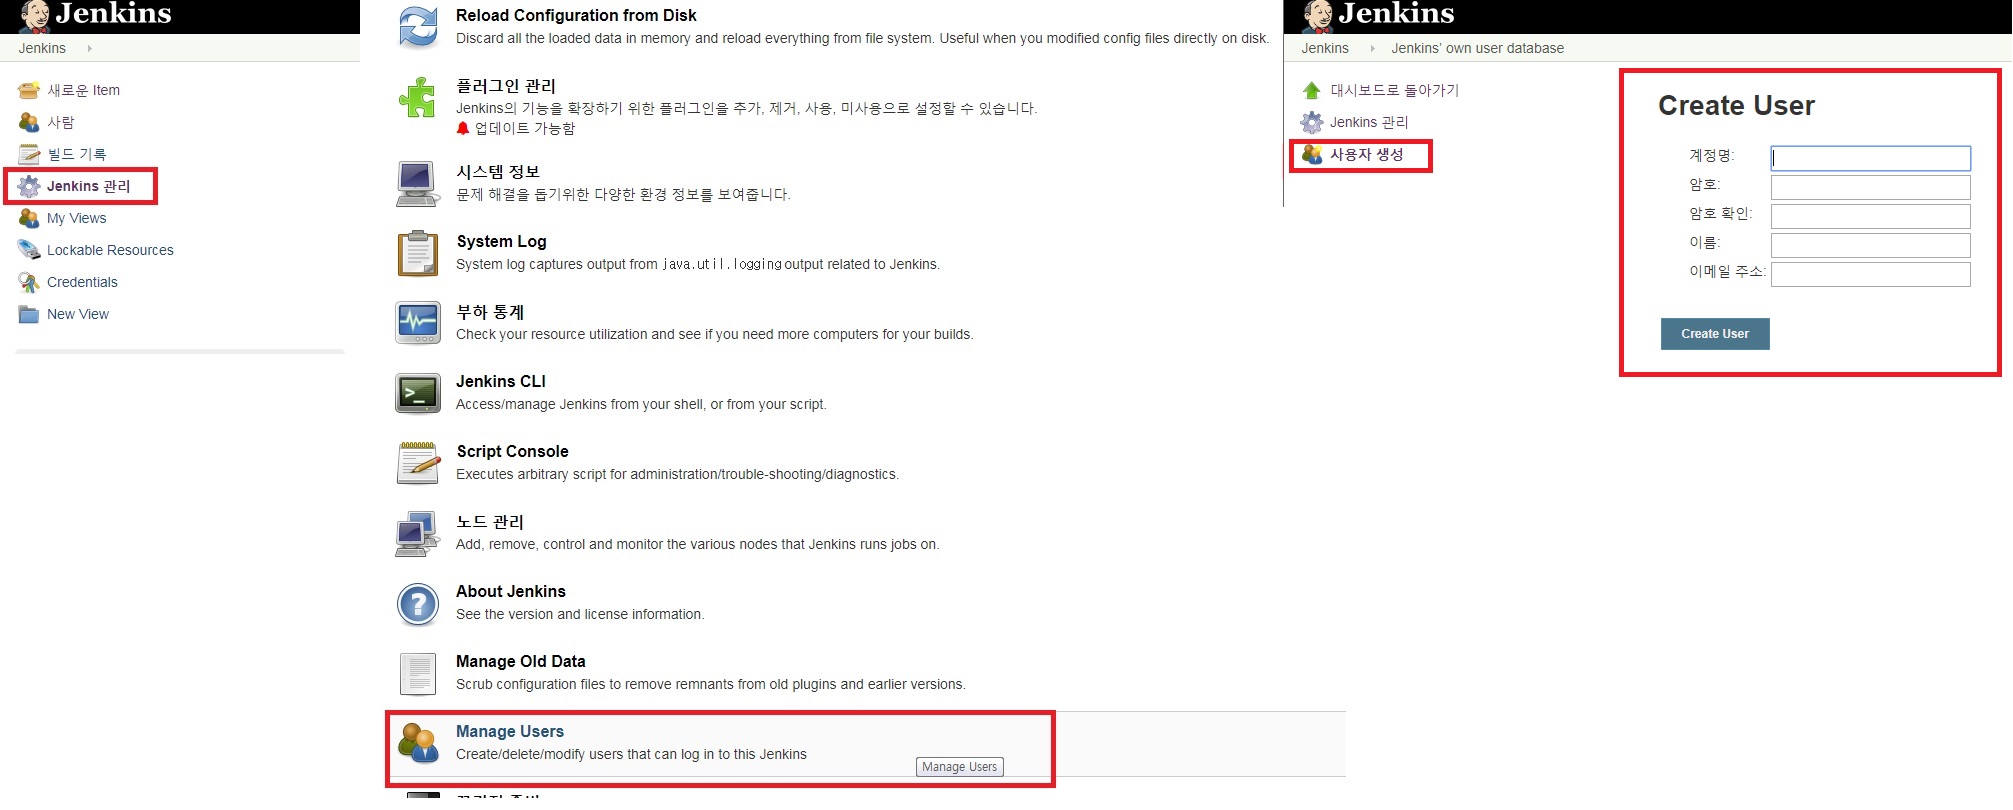 Jenkins
Jenkins
새로운 Item
사람
빌드 기록
Jenkins 관리
My Views
Lockable Resources
Credentials
New View
Reload Configuration from Disk
Discard all the loaded data in memory and reload everything from file system. Useful when you modified config files directly on disk.
플러그인 관리
Jenkins의 기능을 확장하기 위한 플러그인을 추가, 제거, 사용, 미사용으로 설정할 수 있습니다.
업데이트 가능함
시스템 정보
문제 해결을 돕기위한 다양한 환경 정보를 보여줍니다.
System Log
System log captures output from java.util.logging output related to Jenkins.
부하 통계
Check your resource utilization and see if you need more computers for your builds.
Jenkins CLI
Access/manage Jenkins from your shell, or from your script.
Script Console
Executes arbitrary script for administration/trouble-shooting/diagnostics.
노드 관리
Add, remove, control and monitor the various nodes that Jenkins runs jobs on.
About Jenkins
See the version and license information.
Manage Old Data
Scrub configuration files to remove remnants from old plugins and earlier versions.
Manage Users
Create/delete/modify users that can log in to this Jenkins
Manage Users
Jenkins
Jenkins Jenkins' own user database
대시보드로 돌아가기
Jenkins 관리
사용자 생성
Create User
계정명:
암호:
암호 확인:
이름:
이메일 주소:
Create User